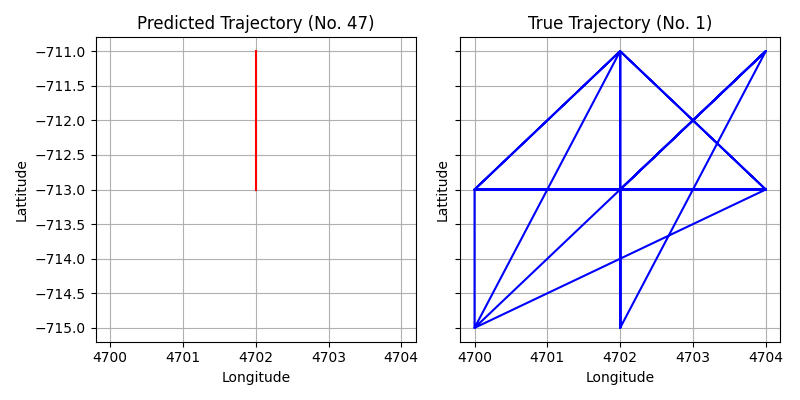 Predicted Trajectory (No. 47)
True Trajectory (No. 1)
−711.0
−711.5
−712.0
−712.5
−713.0
−713.5
−714.0
−714.5
−715.0
Lattitude
Lattitude
4700 4701 4702 4703 4704
4700 4701 4702 4703 4704
Longitude
Longitude